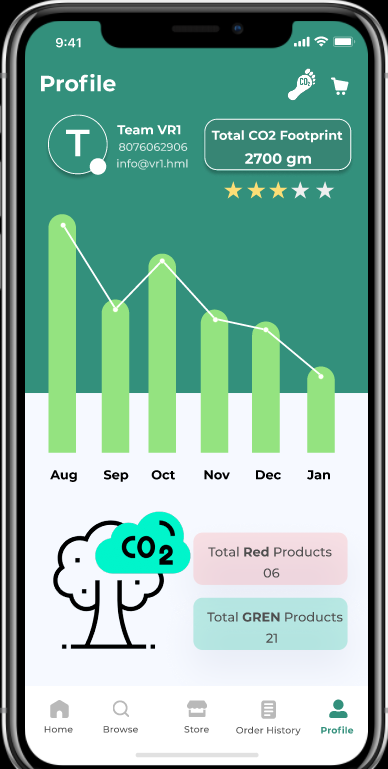 9:41
Profile
CO₂
T
Team VR1
8076062906
info@vr1.hml
Total CO2 Footprint
2700 gm
Aug Sep Oct Nov Dec Jan
CO2
Total Red Products
06
Total GREN Products
21
Home Browse Store Order History Profile